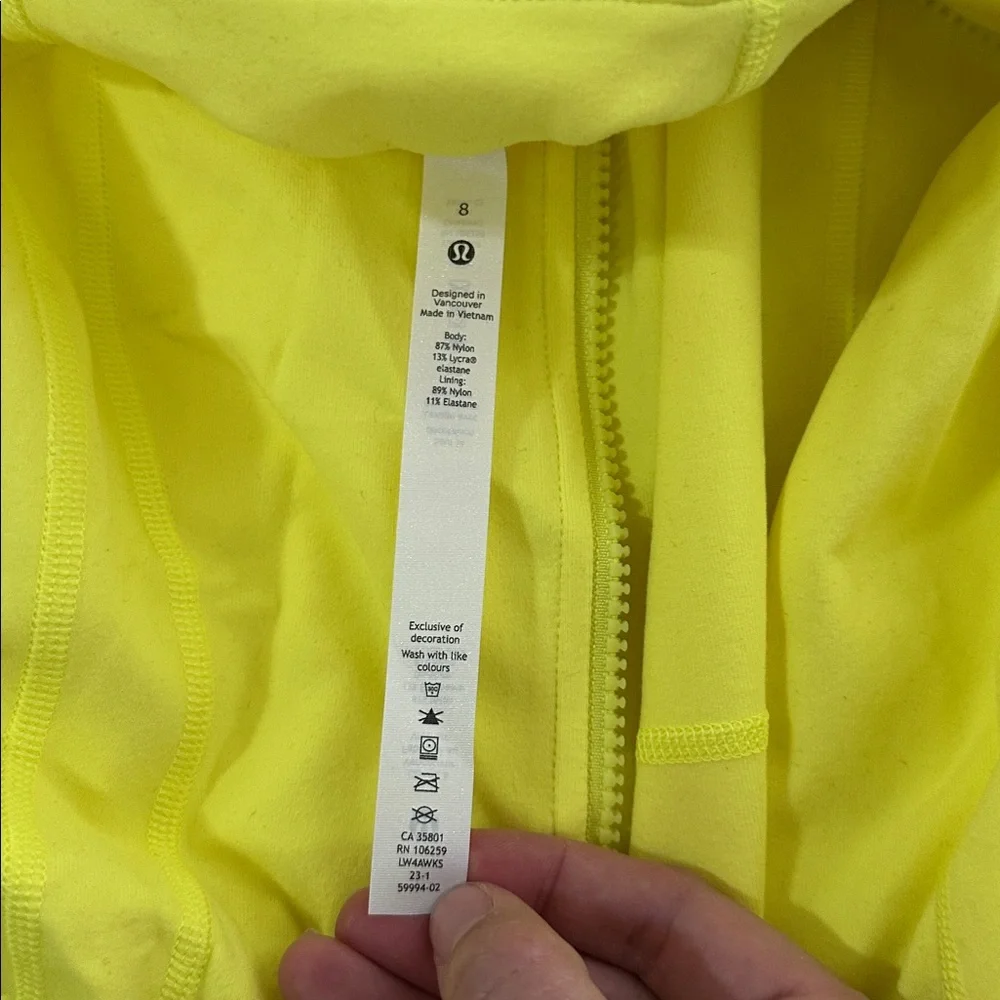 8
Designed in
Vancouver
Made in Vietnam
Body:
87% Nylon
13% Lycra®
elastane
Lining:
89% Nylon
11% Elastane
Exclusive of
decoration
Wash with like
colours
30C
CA 35801
RN 106259
LW4AWKS
23-1
59994-02